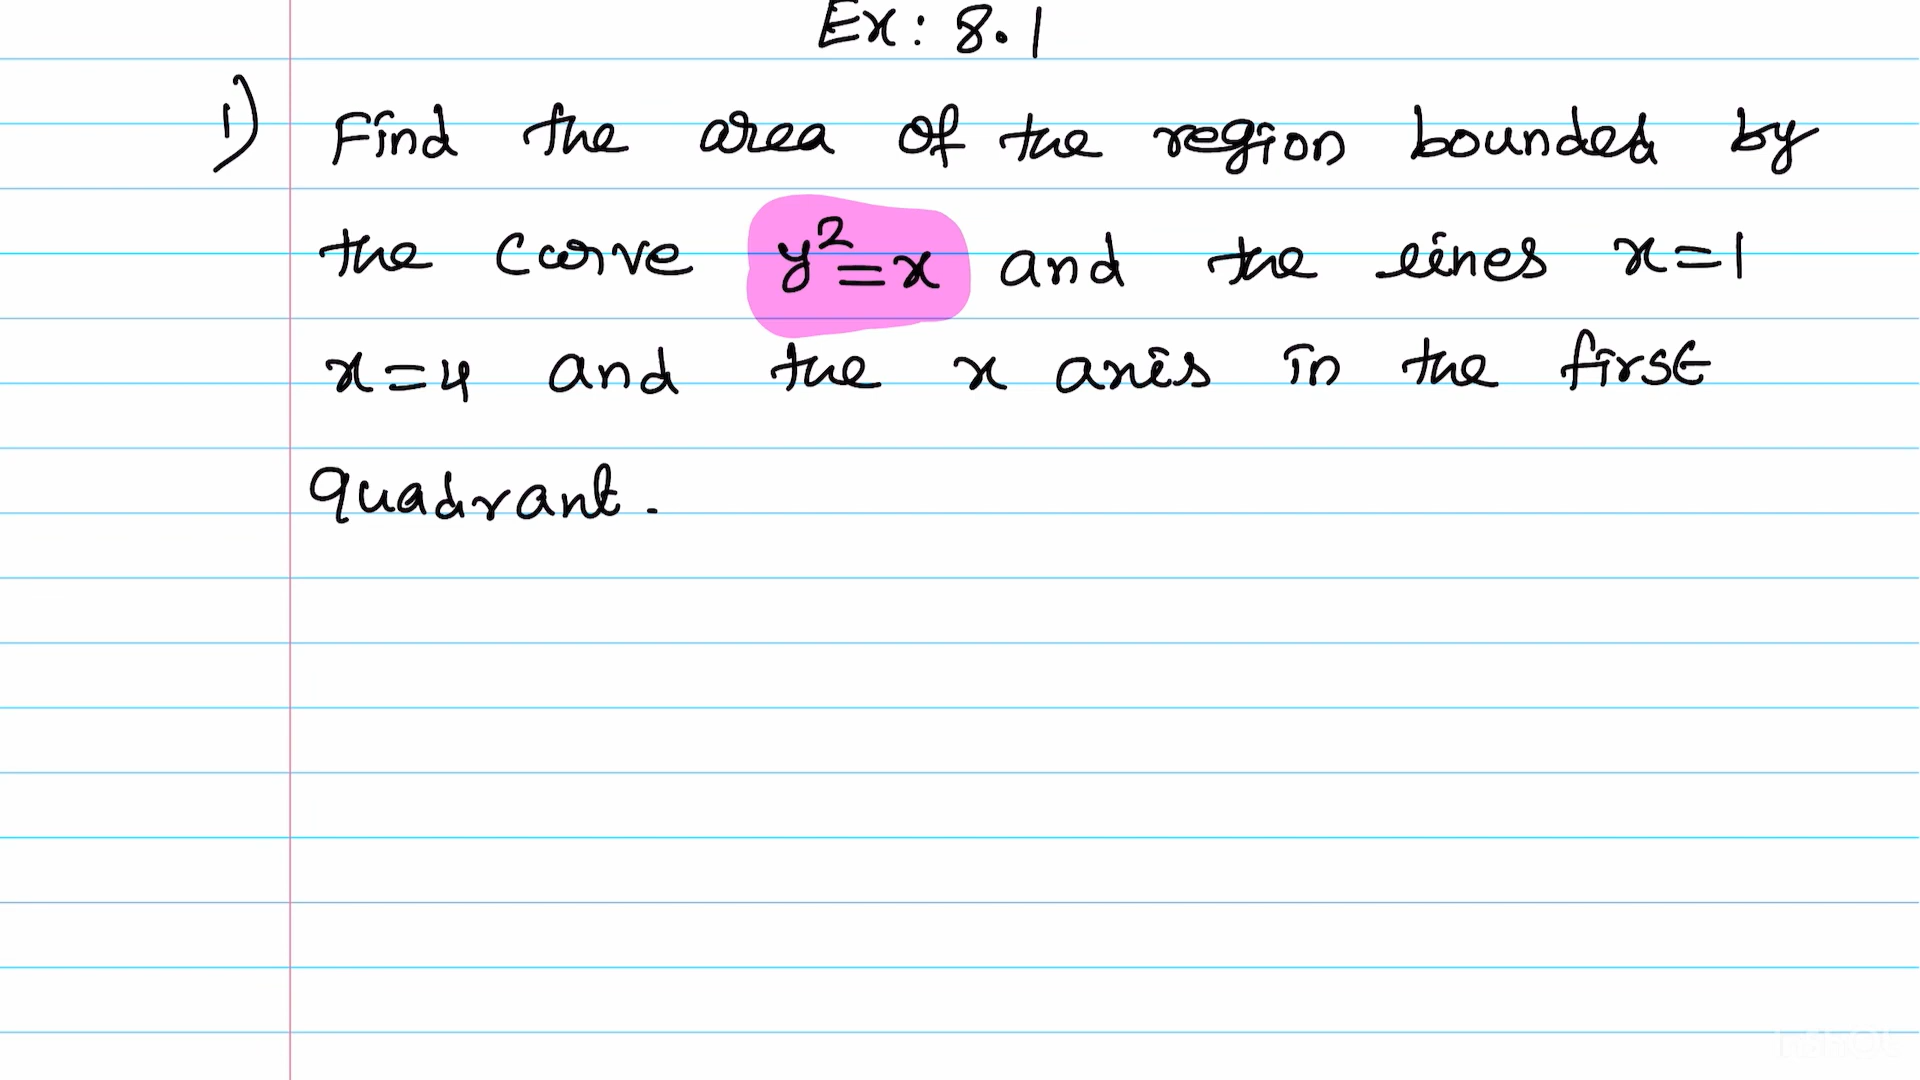 Ex: 8.1
1) Find the area of the region bounded by
the curve y²=x and the lines x=1
x=4 and the x axis in the first
quadrant.